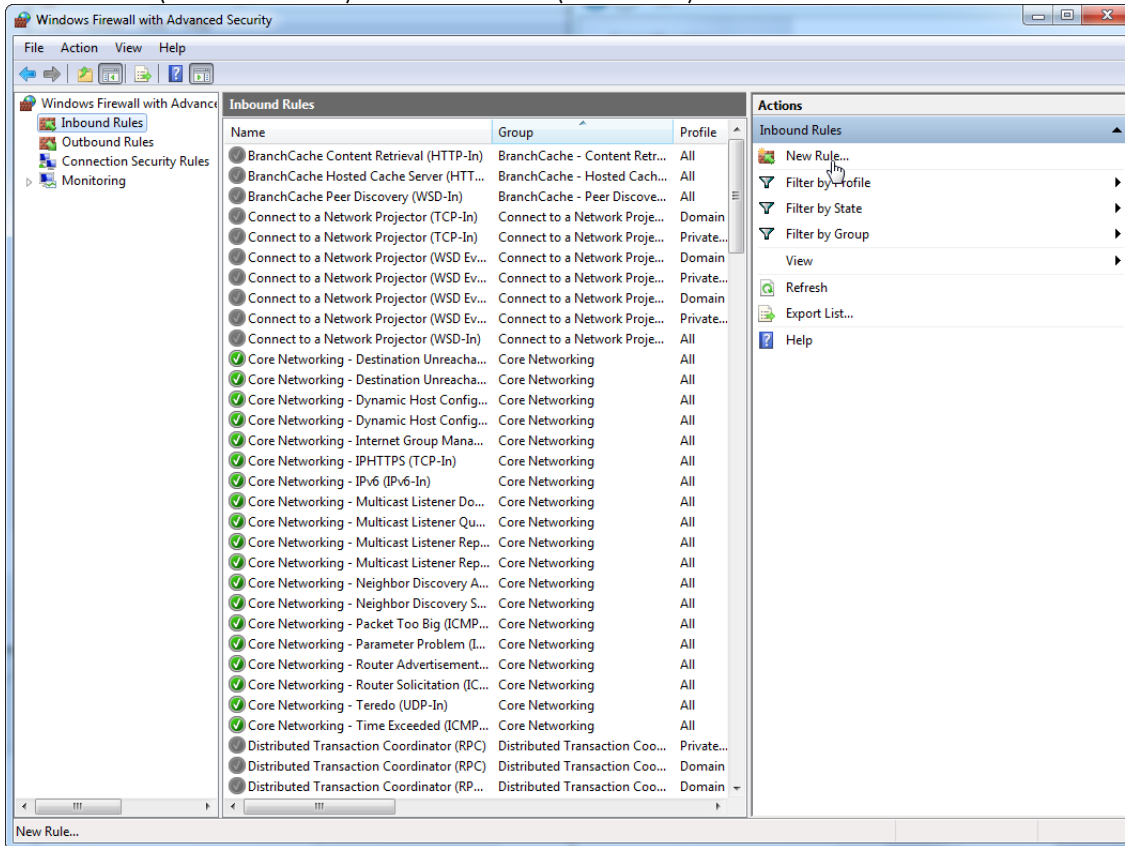 Windows Firewall with Advanced Security
File Action View Help
Windows Firewall with Advance
Inbound Rules
Outbound Rules
Connection Security Rules
Monitoring
Inbound Rules
Name Group Profile
BranchCache Content Retrieval (HTTP-In) BranchCache - Content Retr... All
BranchCache Hosted Cache Server (HTT... BranchCache - Hosted Cach... All
BranchCache Peer Discovery (WSD-In) BranchCache - Peer Discove... All
Connect to a Network Projector (TCP-In) Connect to a Network Proje... Domain
Connect to a Network Projector (TCP-In) Connect to a Network Proje... Private...
Connect to a Network Projector (WSD Ev... Connect to a Network Proje... Domain
Connect to a Network Projector (WSD Ev... Connect to a Network Proje... Private...
Connect to a Network Projector (WSD Ev... Connect to a Network Proje... Domain
Connect to a Network Projector (WSD Ev... Connect to a Network Proje... Private...
Connect to a Network Projector (WSD-In) Connect to a Network Proje... All
Core Networking - Destination Unreacha... Core Networking All
Core Networking - Destination Unreacha... Core Networking All
Core Networking - Dynamic Host Config... Core Networking All
Core Networking - Dynamic Host Config... Core Networking All
Core Networking - Internet Group Mana... Core Networking All
Core Networking - IPHTTPS (TCP-In) Core Networking All
Core Networking - IPv6 (IPv6-In) Core Networking All
Core Networking - Multicast Listener Do... Core Networking All
Core Networking - Multicast Listener Qu... Core Networking All
Core Networking - Multicast Listener Rep... Core Networking All
Core Networking - Multicast Listener Rep... Core Networking All
Core Networking - Neighbor Discovery A... Core Networking All
Core Networking - Neighbor Discovery S... Core Networking All
Core Networking - Packet Too Big (ICMP... Core Networking All
Core Networking - Parameter Problem (I... Core Networking All
Core Networking - Router Advertisement... Core Networking All
Core Networking - Router Solicitation (IC... Core Networking All
Core Networking - Teredo (UDP-In) Core Networking All
Core Networking - Time Exceeded (ICMP... Core Networking All
Distributed Transaction Coordinator (RPC) Distributed Transaction Coo... Private...
Distributed Transaction Coordinator (RPC) Distributed Transaction Coo... Domain
Distributed Transaction Coordinator (RP... Distributed Transaction Coo... Domain
Actions
Inbound Rules
New Rule...
Filter by Profile
Filter by State
Filter by Group
View
Refresh
Export List...
Help
New Rule...